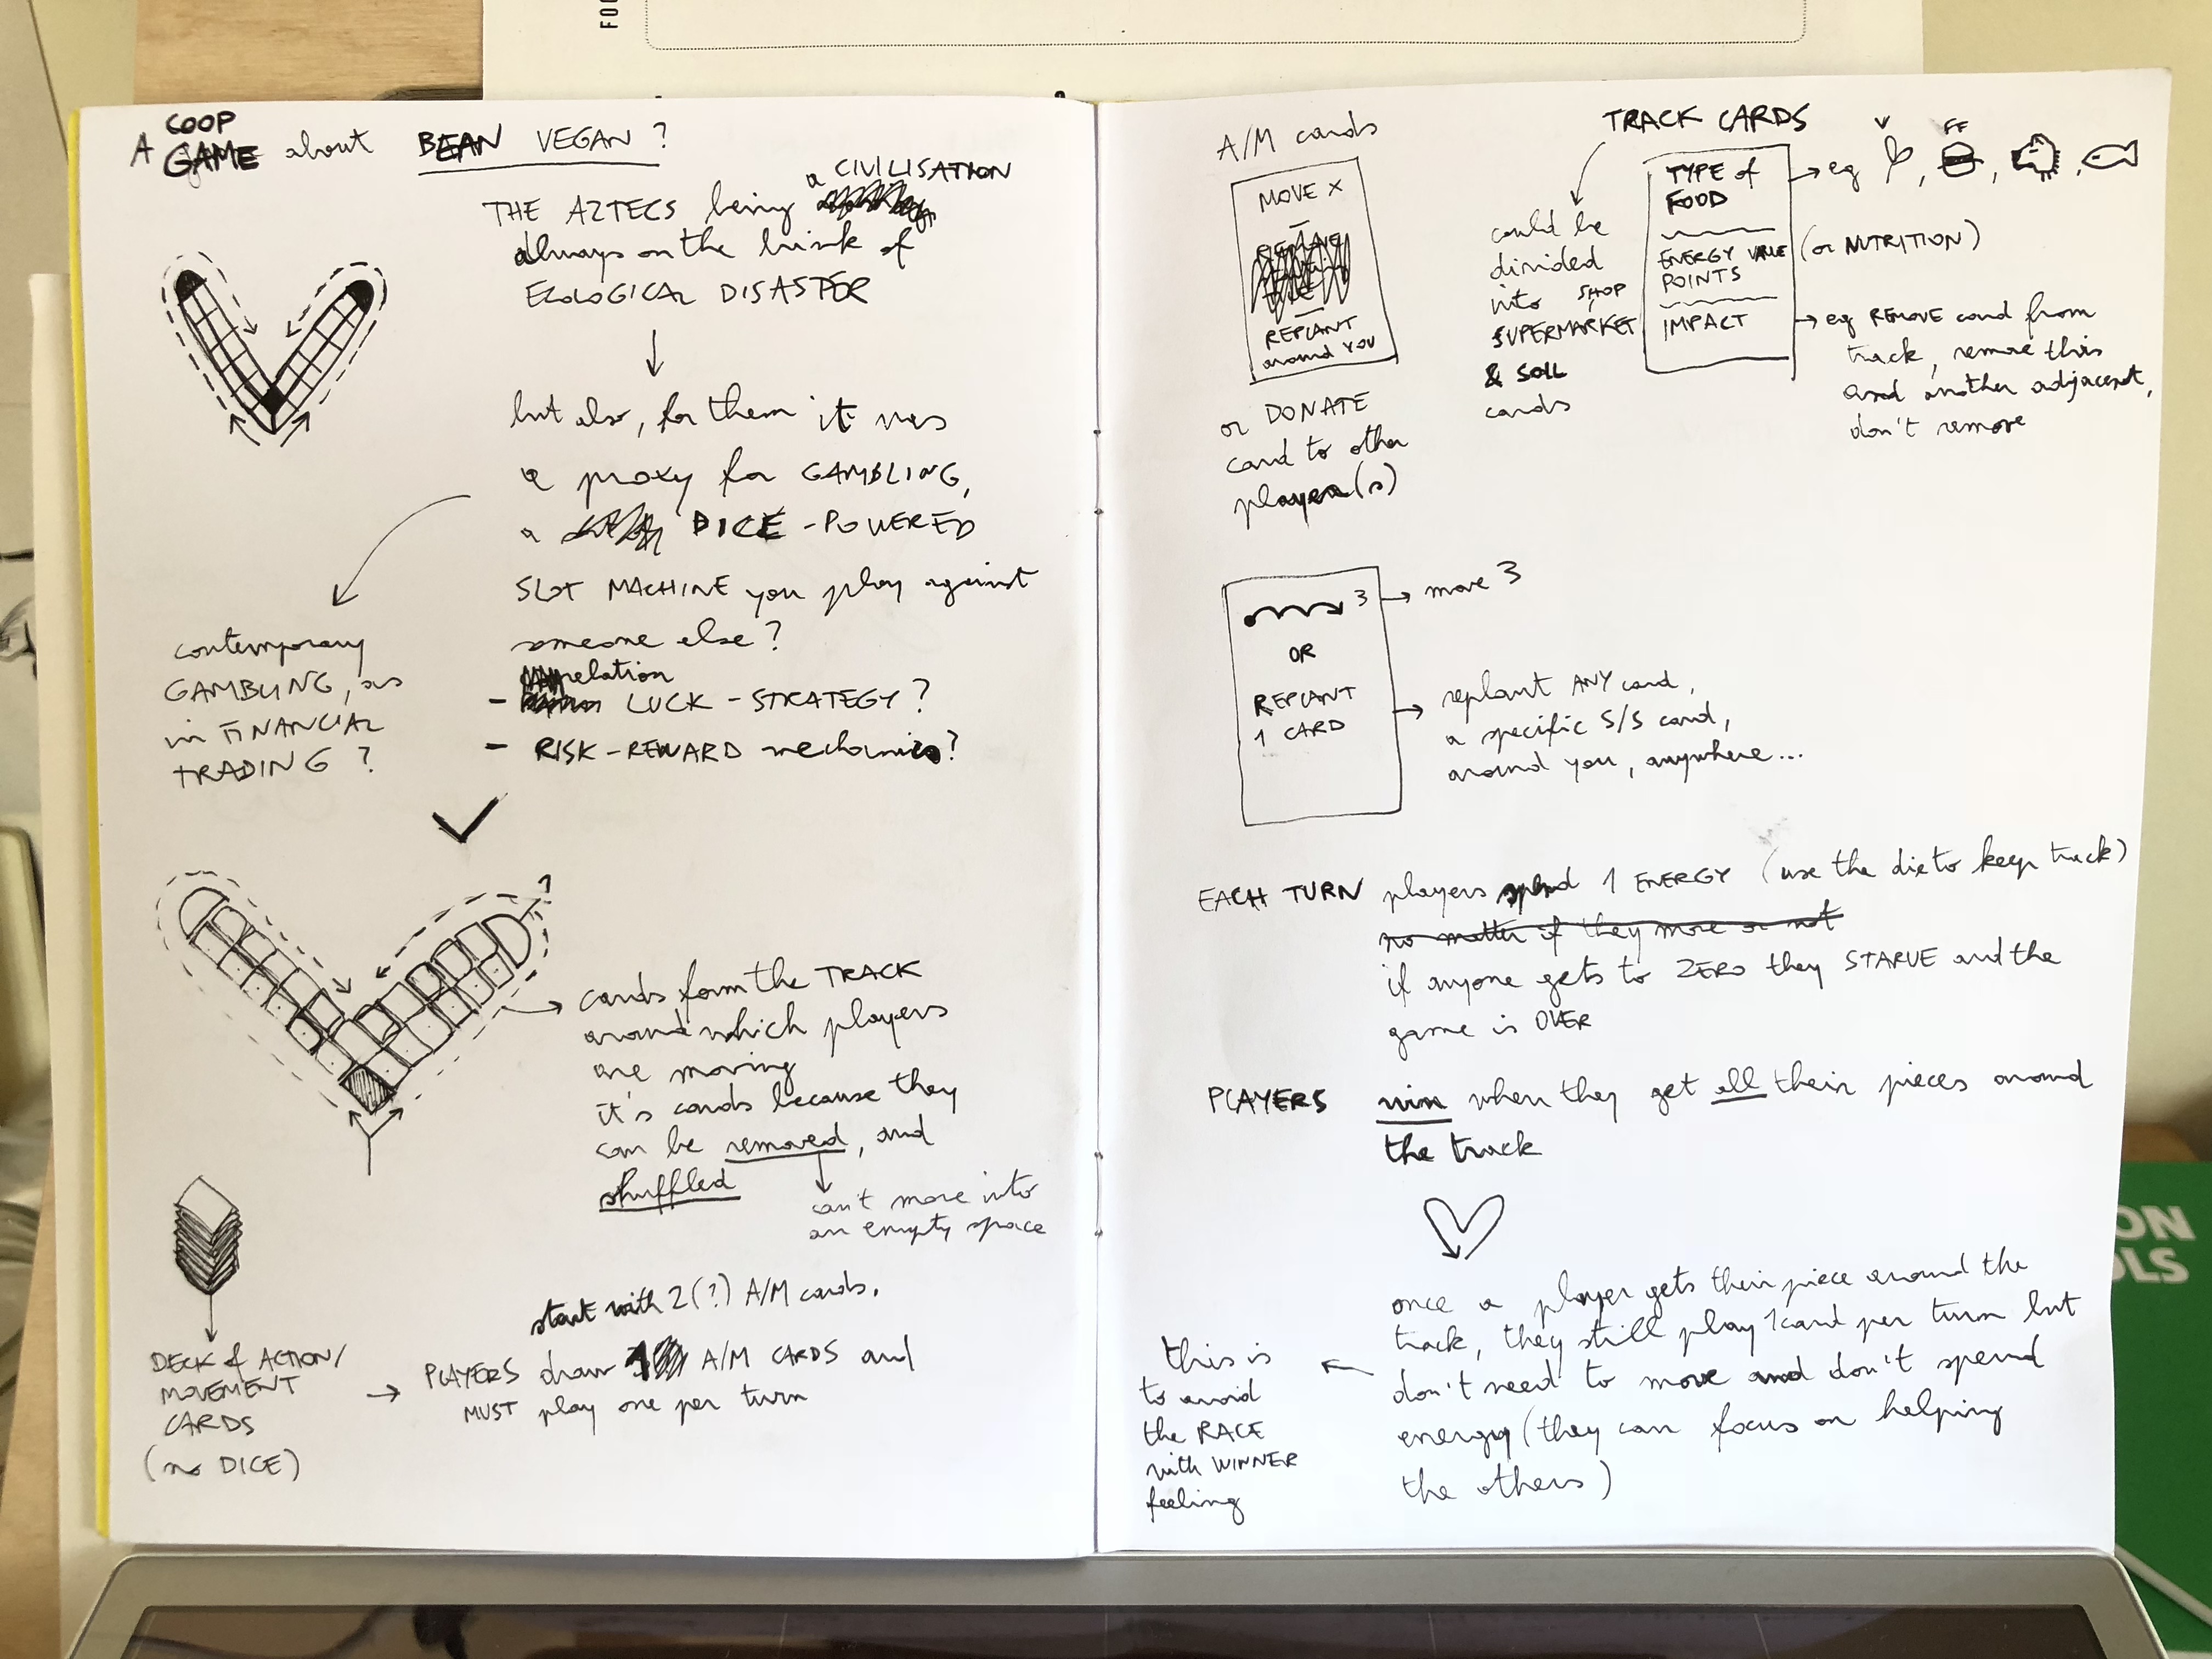 FOO
A COOP GAME about BEAN VEGAN?
THE AZTECS being a CIVILISATION
always on the brink of
ECOLOGICAL DISASTER
but also, for them it was
a proxy for GAMBLING,
a DICE-POWERED
SLOT MACHINE you play against
someone else?
- relation LUCK-STRATEGY?
- RISK-REWARD mechanics?
contemporary
GAMBLING, as
in FINANCIAL
TRADING?
?
cards form the TRACK
around which players
are moving
it's cards because they
can be removed, and
shuffled
can't move into
an empty space
DECK of ACTION/
MOVEMENT
CARDS
(no DICE)
start with 2(?) A/M cards.
PLAYERS draw 1 A/M CARDS and
MUST play one per turn
A/M cards
MOVE X
REPLANT
around YOU
or DONATE
card to other
player(s)
TRACK CARDS
could be
divided
into SHOP
SUPERMARKET
& SOIL
cards
TYPE of
FOOD
ENERGY VALUE
POINTS
IMPACT
V FF
eg , , ,
(or NUTRITION)
eg REMOVE card from
track, remove this
and another adjacent,
don't remove
3
OR
REPLANT
1 CARD
move 3
replant ANY card,
a specific S/S card,
around you, anywhere...
EACH TURN players spend 1 ENERGY (use the die to keep track)
no matter if they move or not
if anyone gets to ZERO they STARVE and the
game is OVER
PLAYERS win when they get all their pieces around
the track
once a player gets their piece around the
track, they still play 1 card per turn but
don't need to move and don't spend
energy (they can focus on helping
the others)
this is
to avoid
the RACE
with WINNER
feeling
ON
OLS